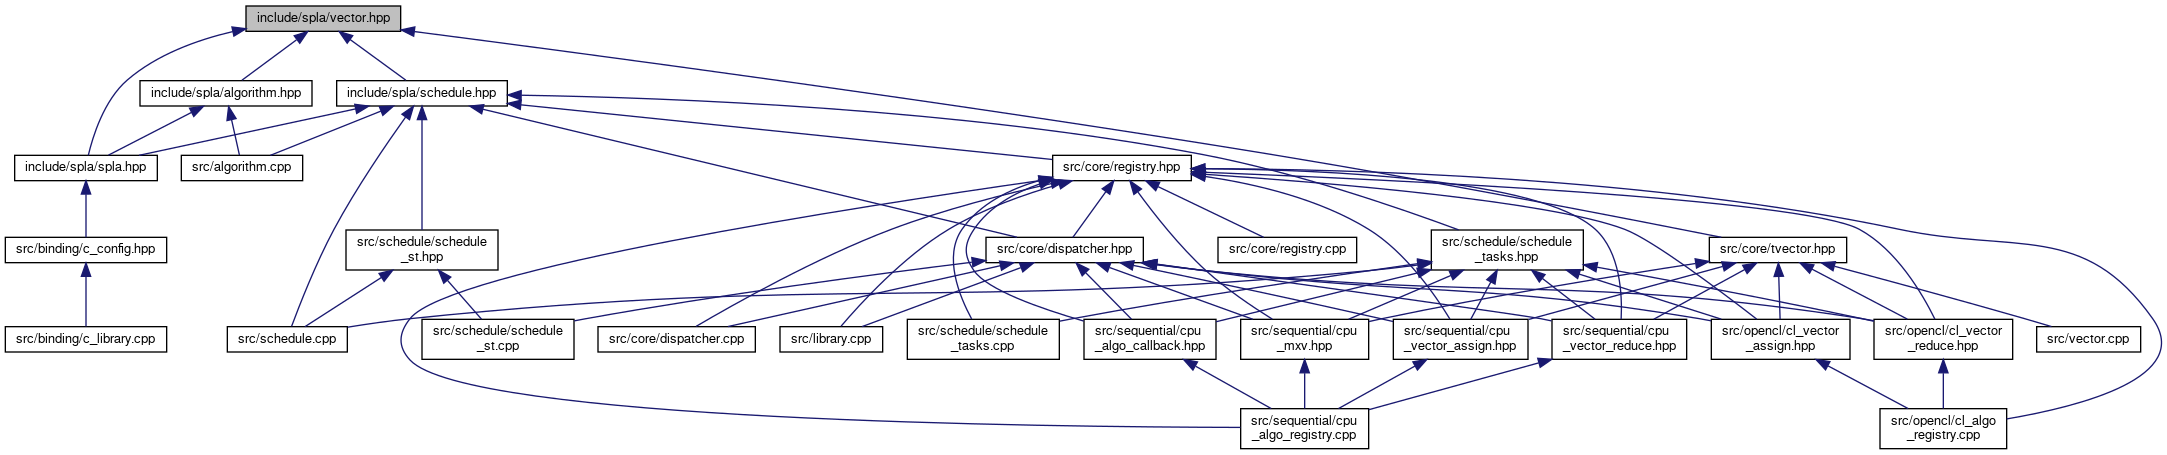 include/spla/vector.hpp
include/spla/algorithm.hpp
include/spla/schedule.hpp
include/spla/spla.hpp
src/algorithm.cpp
src/core/registry.hpp
src/binding/c_config.hpp
src/schedule/schedule
_st.hpp
src/core/dispatcher.hpp
src/core/registry.cpp
src/schedule/schedule
_tasks.hpp
src/core/tvector.hpp
src/binding/c_library.cpp
src/schedule.cpp
src/schedule/schedule
_st.cpp
src/core/dispatcher.cpp
src/library.cpp
src/schedule/schedule
_tasks.cpp
src/sequential/cpu
_algo_callback.hpp
src/sequential/cpu
_mxv.hpp
src/sequential/cpu
_vector_assign.hpp
src/sequential/cpu
_vector_reduce.hpp
src/opencl/cl_vector
_assign.hpp
src/opencl/cl_vector
_reduce.hpp
src/vector.cpp
src/sequential/cpu
_algo_registry.cpp
src/opencl/cl_algo
_registry.cpp